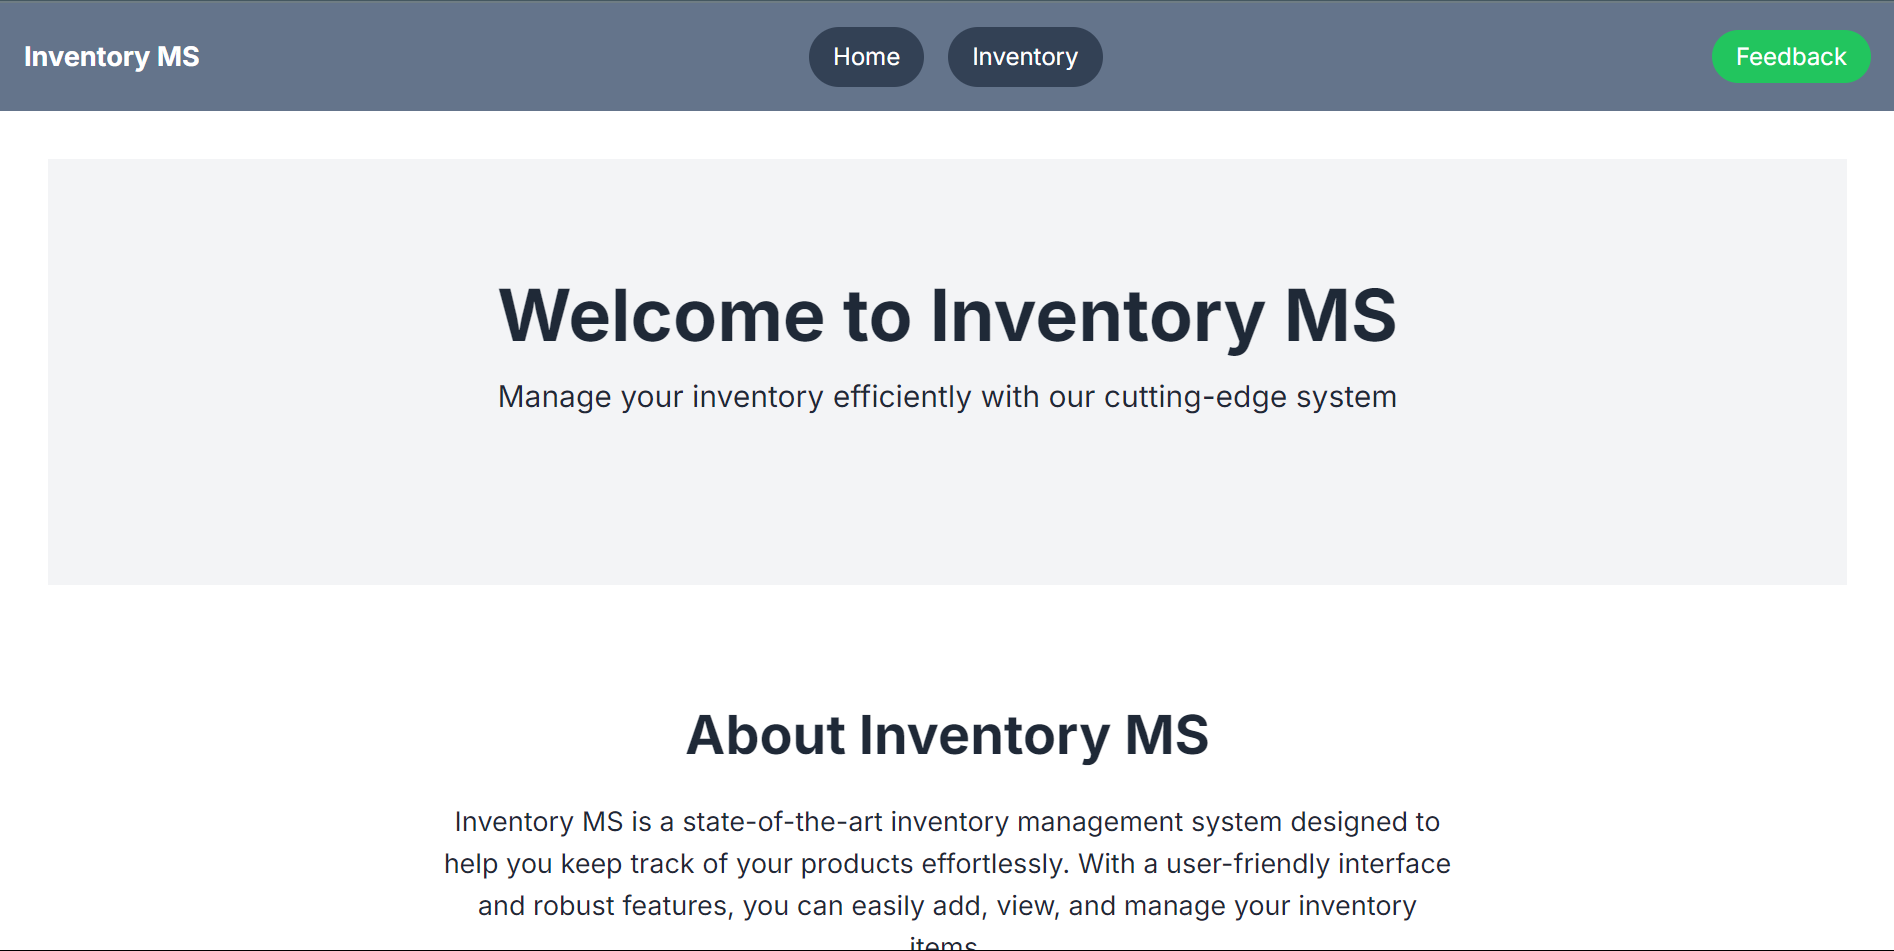 Inventory MS
Home
Inventory
Feedback
Welcome to Inventory MS
Manage your inventory efficiently with our cutting-edge system
About Inventory MS
Inventory MS is a state-of-the-art inventory management system designed to
help you keep track of your products effortlessly. With a user-friendly interface
and robust features, you can easily add, view, and manage your inventory
items.